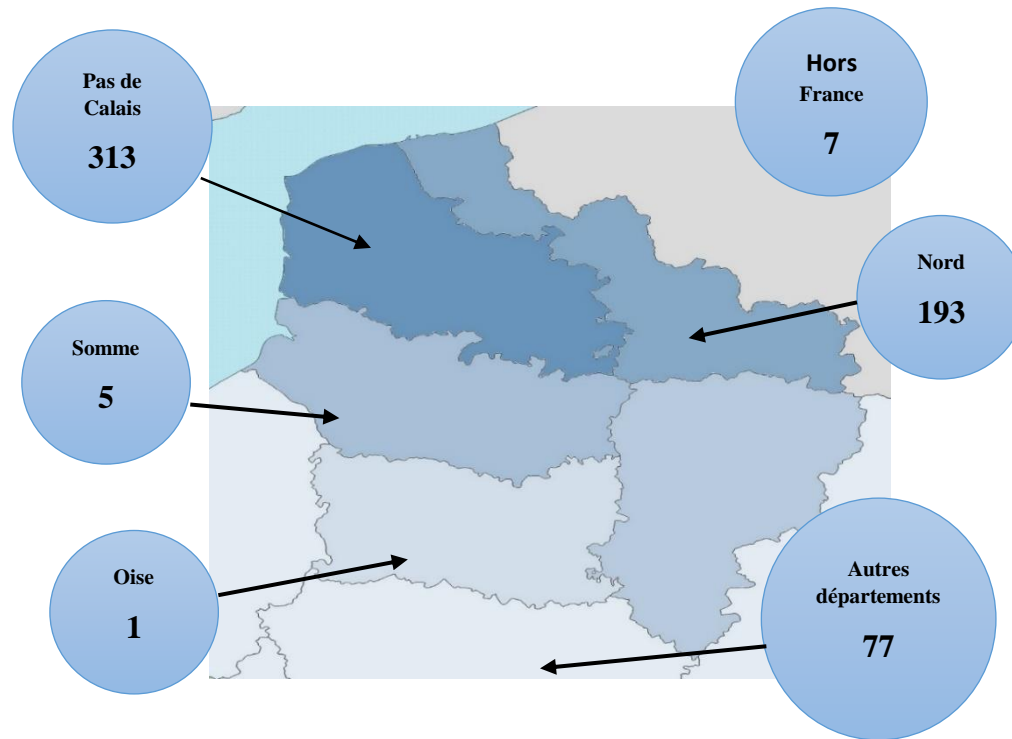 Pas de
Calais
313
Hors
France
7
Nord
193
Somme
5
Oise
1
Autres
départements
77